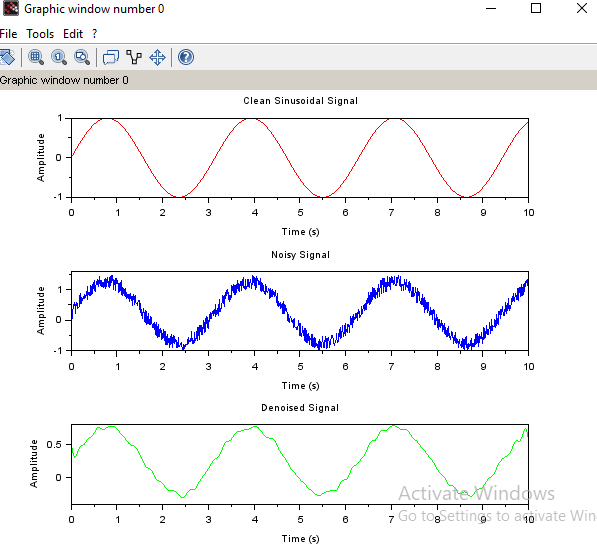 Graphic window number 0
File Tools Edit ?
Graphic window number 0
Clean Sinusoidal Signal
1
0
-1
Amplitude
0 1 2 3 4 5 6 7 8 9 10
Time (s)
Noisy Signal
1
0
-1
Amplitude
0 1 2 3 4 5 6 7 8 9 10
Time (s)
Denoised Signal
0.5
0
Amplitude
0 1 2 3 4 5 6 7 8 9 10
Time (s)
Activate Windows
Go to Settings to activate Win